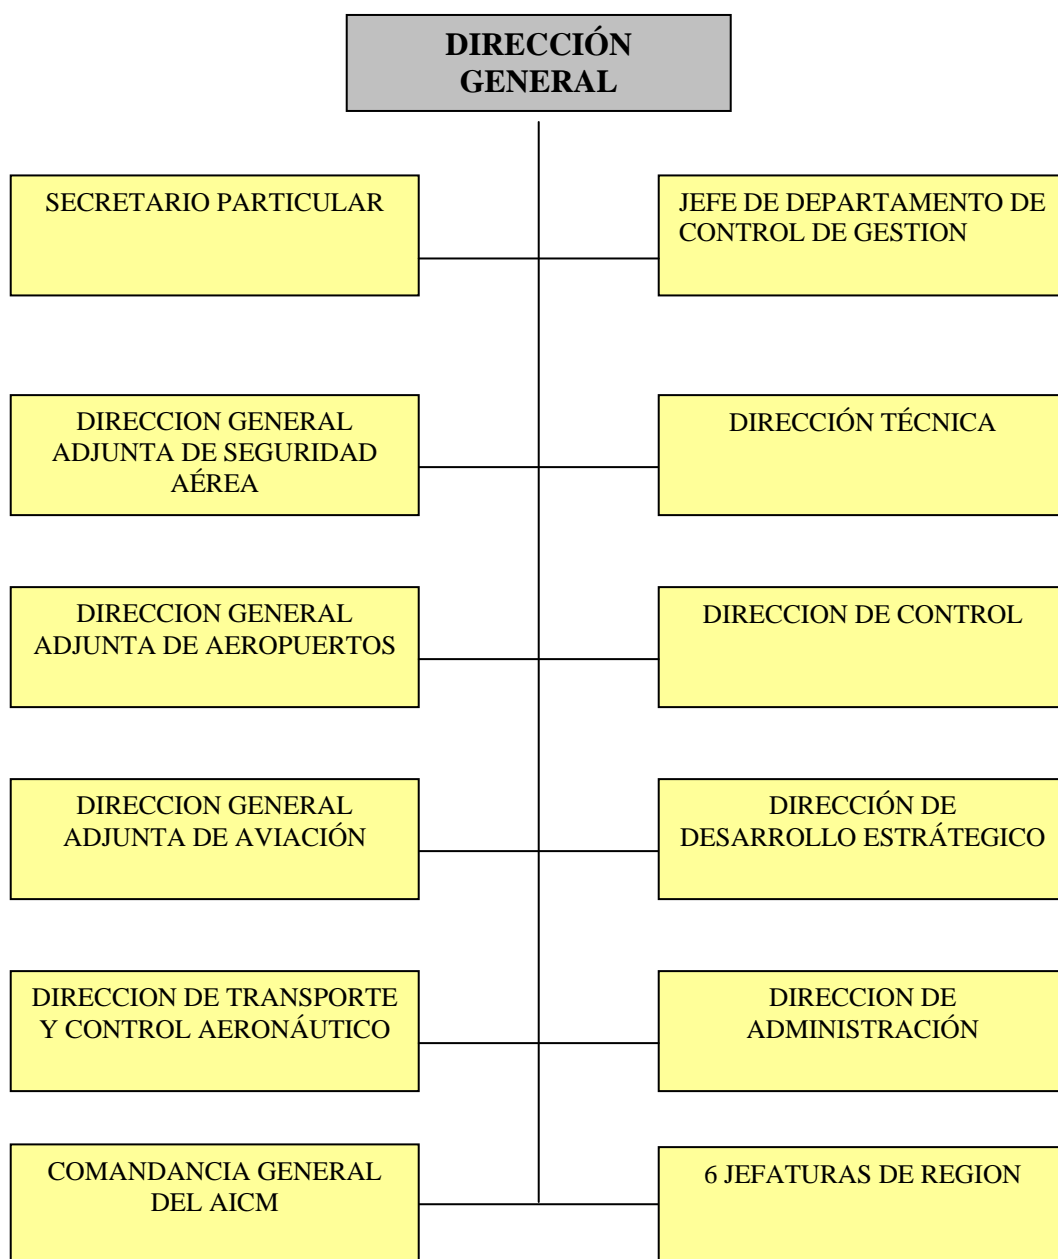 DIRECCIÓN
GENERAL
SECRETARIO PARTICULAR
JEFE DE DEPARTAMENTO DE
CONTROL DE GESTION
DIRECCION GENERAL
ADJUNTA DE SEGURIDAD
AÉREA
DIRECCIÓN TÉCNICA
DIRECCION GENERAL
ADJUNTA DE AEROPUERTOS
DIRECCION DE CONTROL
DIRECCION GENERAL
ADJUNTA DE AVIACIÓN
DIRECCIÓN DE
DESARROLLO ESTRÁTEGICO
DIRECCION DE TRANSPORTE
Y CONTROL AERONÁUTICO
DIRECCION DE
ADMINISTRACIÓN
COMANDANCIA GENERAL
DEL AICM
6 JEFATURAS DE REGION